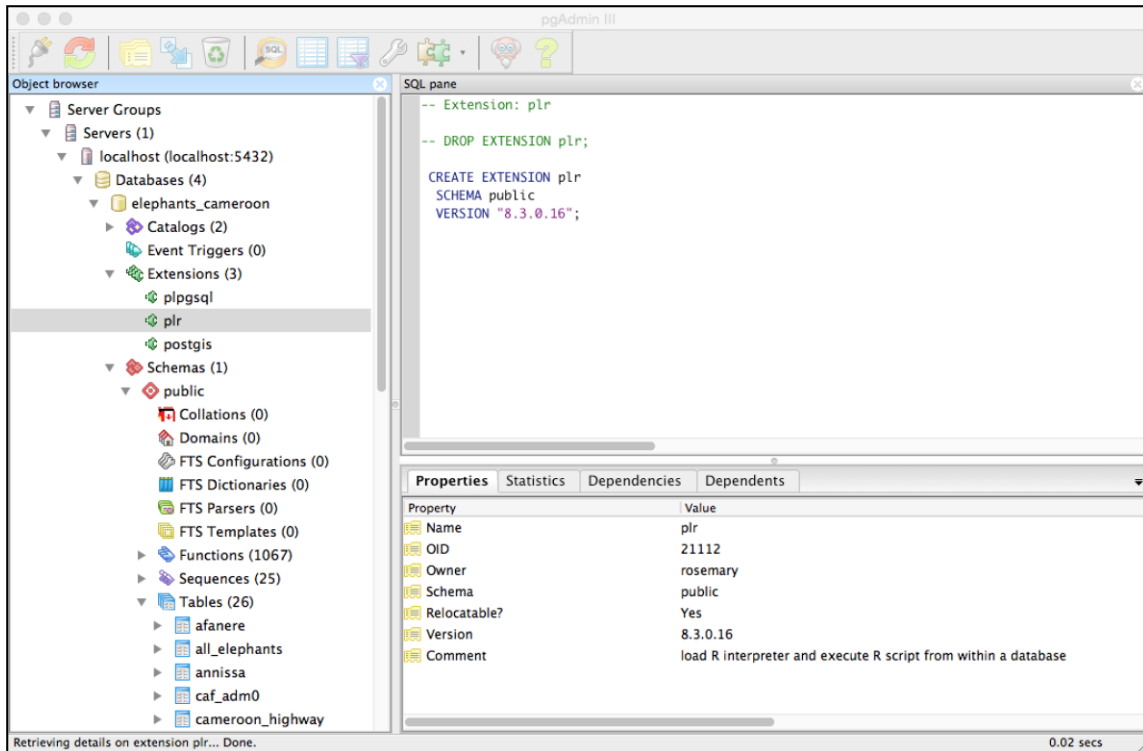 pgAdmin III
SQL
Object browser
Server Groups
Servers (1)
localhost (localhost:5432)
Databases (4)
elephants_cameroon
Catalogs (2)
Event Triggers (0)
Extensions (3)
plpgsql
plr
postgis
Schemas (1)
public
Collations (0)
Domains (0)
FTS Configurations (0)
FTS Dictionaries (0)
FTS Parsers (0)
FTS Templates (0)
Functions (1067)
Sequences (25)
Tables (26)
afanere
all_elephants
annissa
caf_adm0
cameroon_highway
SQL pane
-- Extension: plr
-- DROP EXTENSION plr;
CREATE EXTENSION plr
SCHEMA public
VERSION "8.3.0.16";
Properties Statistics Dependencies Dependents
Property Value
Name plr
OID 21112
Owner rosemary
Schema public
Relocatable? Yes
Version 8.3.0.16
Comment load R interpreter and execute R script from within a database
Retrieving details on extension plr... Done. 0.02 secs